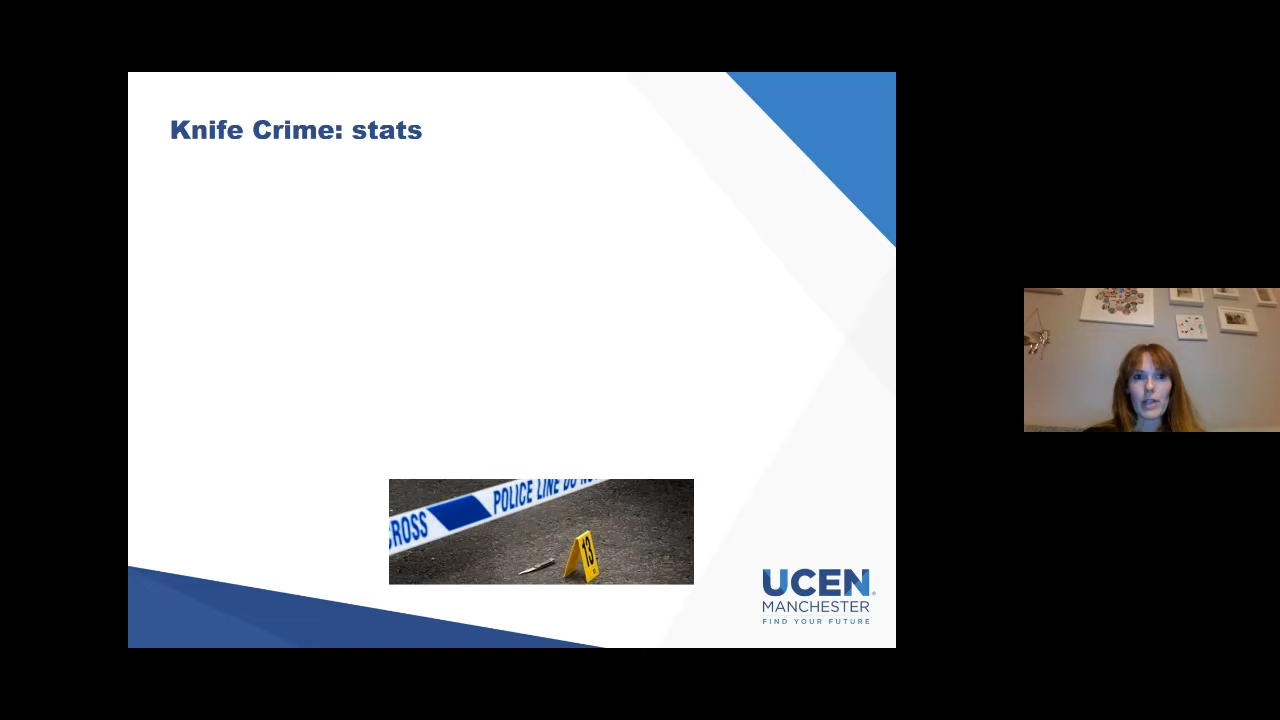 Knife Crime: stats
POLICE LINE DO
CROSS
13
UCEN
MANCHESTER
FIND YOUR FUTURE